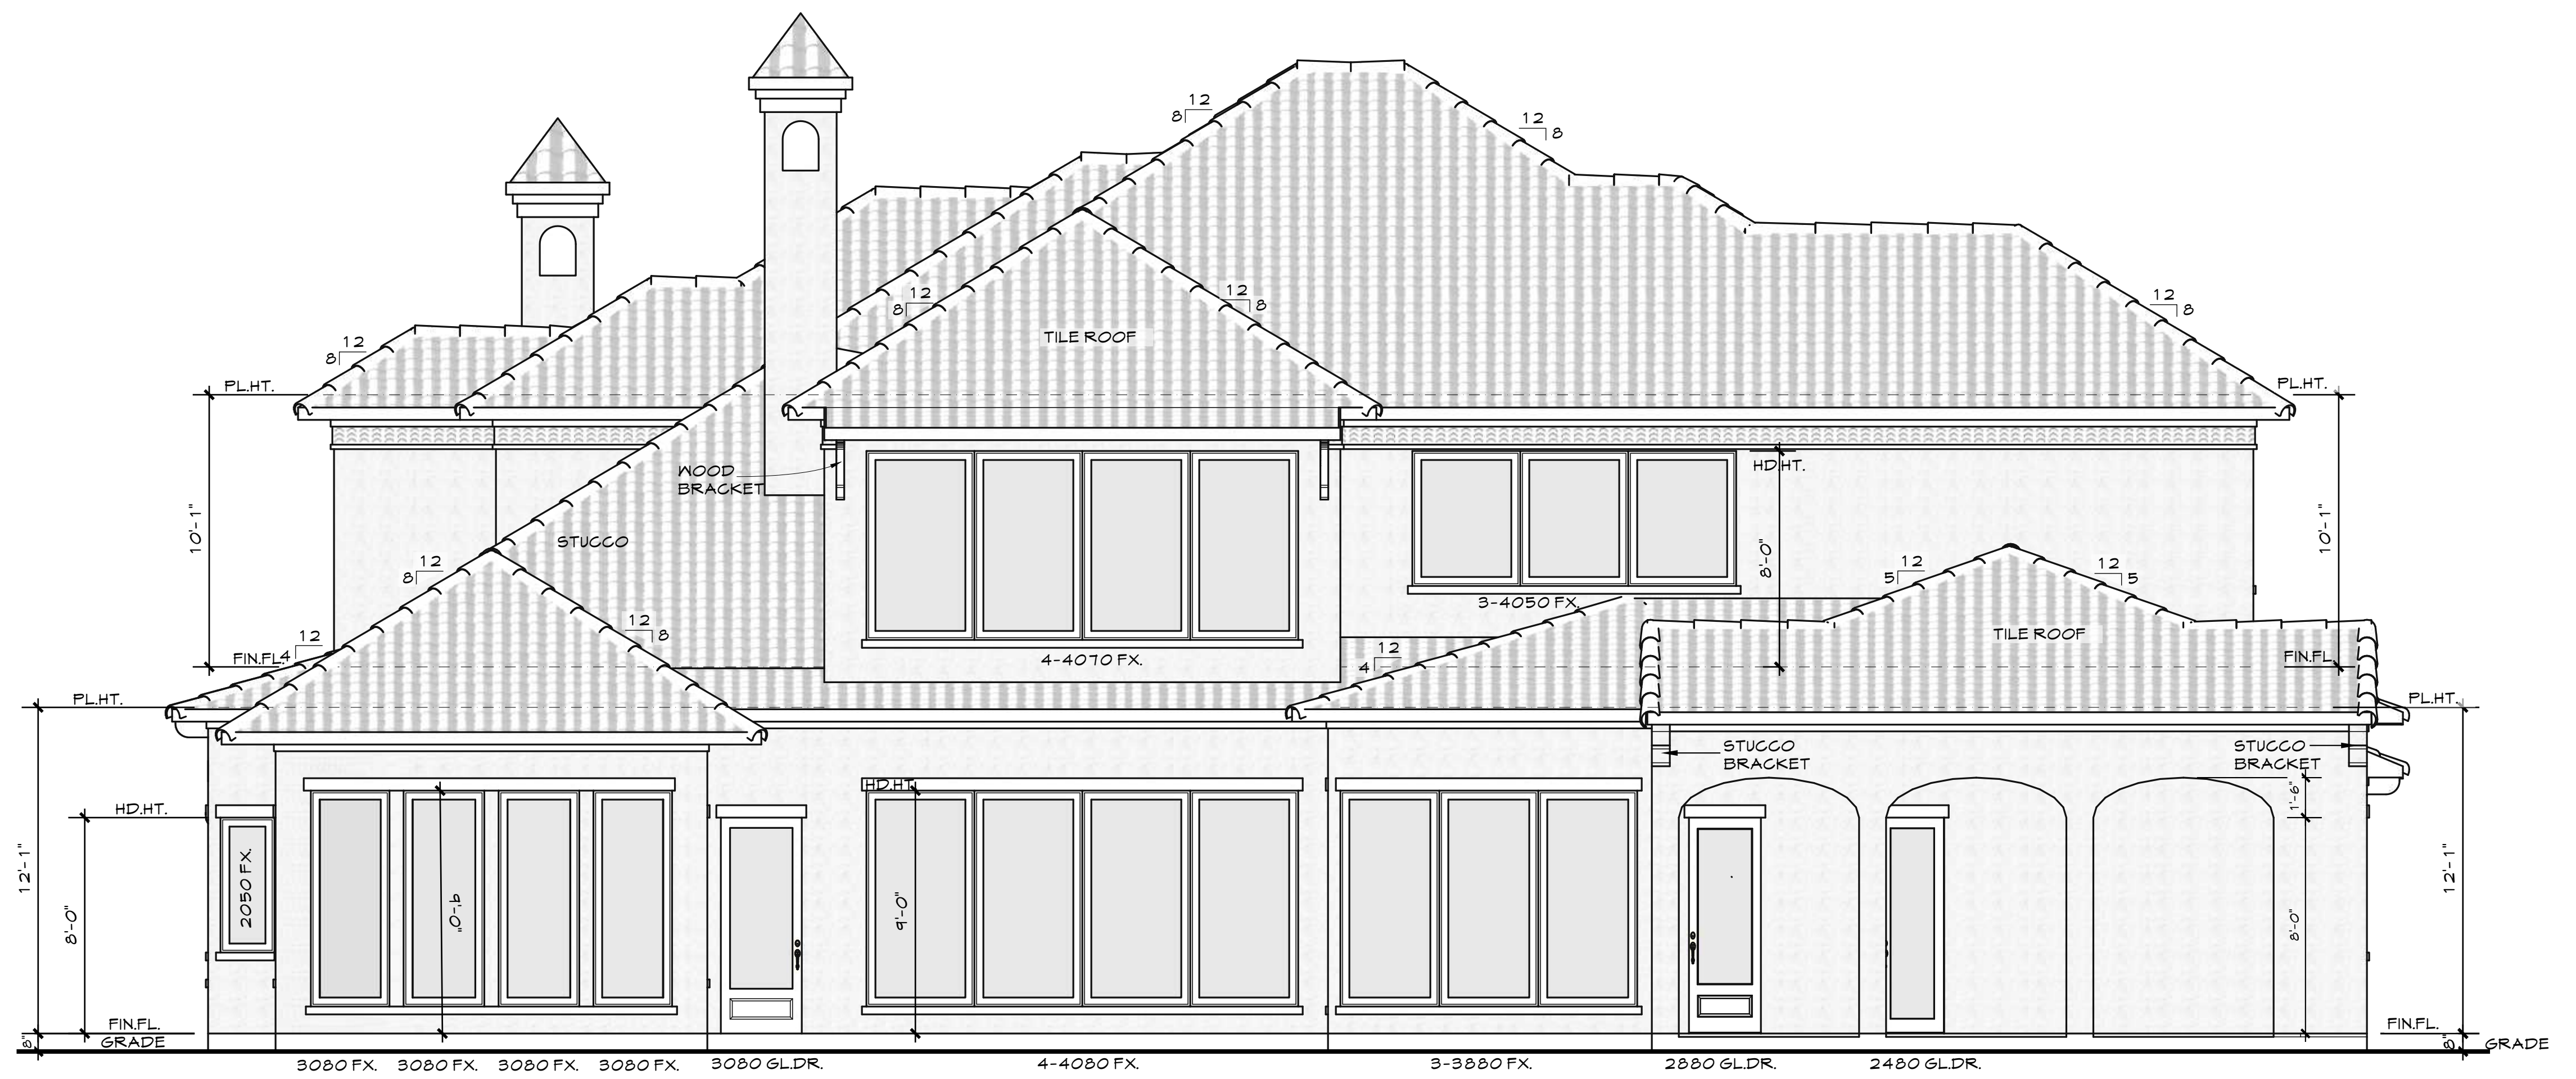 12
8
12
8
12
8
12
8
12
8
12
8
TILE ROOF
PL.HT.
PL.HT.
WOOD
BRACKET
HD.HT.
10'-1"
10'-1"
8'-0"
STUCCO
12
8
12
5
12
5
3-4050 FX.
12
8
12
4
TILE ROOF
12
4
FIN.FL.
4-4070 FX.
FIN.FL.
PL.HT.
PL.HT.
STUCCO
BRACKET
STUCCO
BRACKET
HD.HT.
HD.HT.
1'-6"
12'-1"
8'-0"
2050 FX.
9'-0"
9'-0"
8'-0"
12'-1"
FIN.FL.
FIN.FL.
8"
GRADE
8"
GRADE
3080 FX.
3080 FX.
3080 FX.
3080 FX.
3080 GL.DR.
4-4080 FX.
3-3880 FX.
2880 GL.DR.
2480 GL.DR.